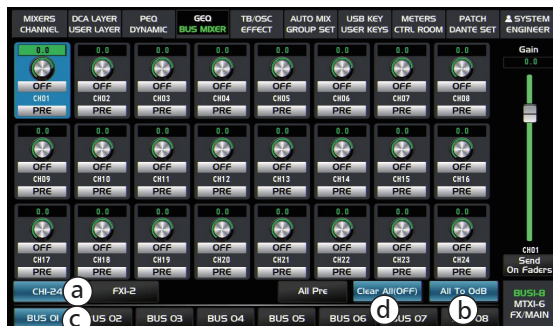 MIXERS DCA LAYER PEO GEO TB/OSC AUTO MIX USB KEY METERS PATCH SYSTEM
CHANNEL USER LAYER DYNAMIC BUS MIXER EFFECT GROUP SET USER KEYS CTRL ROOM DANTE SET ENGINEER
0.0 0.0 0.0 0.0 0.0 0.0 0.0 0.0 Gain
0.0
OFF OFF OFF OFF OFF OFF OFF OFF
CH01 CH02 CH03 CH04 CH05 CH06 CH07 CH08
PRE PRE PRE PRE PRE PRE PRE PRE
0.0 0.0 0.0 0.0 0.0 0.0 0.0 0.0
OFF OFF OFF OFF OFF OFF OFF OFF
CH09 CH10 CH11 CH12 CH13 CH14 CH15 CH16
PRE PRE PRE PRE PRE PRE PRE PRE
0.0 0.0 0.0 0.0 0.0 0.0 0.0 0.0
OFF OFF OFF OFF OFF OFF OFF OFF
CH17 CH18 CH19 CH20 CH21 CH22 CH23 CH24 CH01
PRE PRE PRE PRE PRE PRE PRE PRE Send
On Faders
CHI-24 a FXI-2 All Pre Clear All(OFF) All To 0dB
d b
BUSI-8
MTXI-6
FX/MAIN
BUS 01 c BUS 02 BUS 03 BUS 04 BUS 05 BUS 06 BUS 07 08